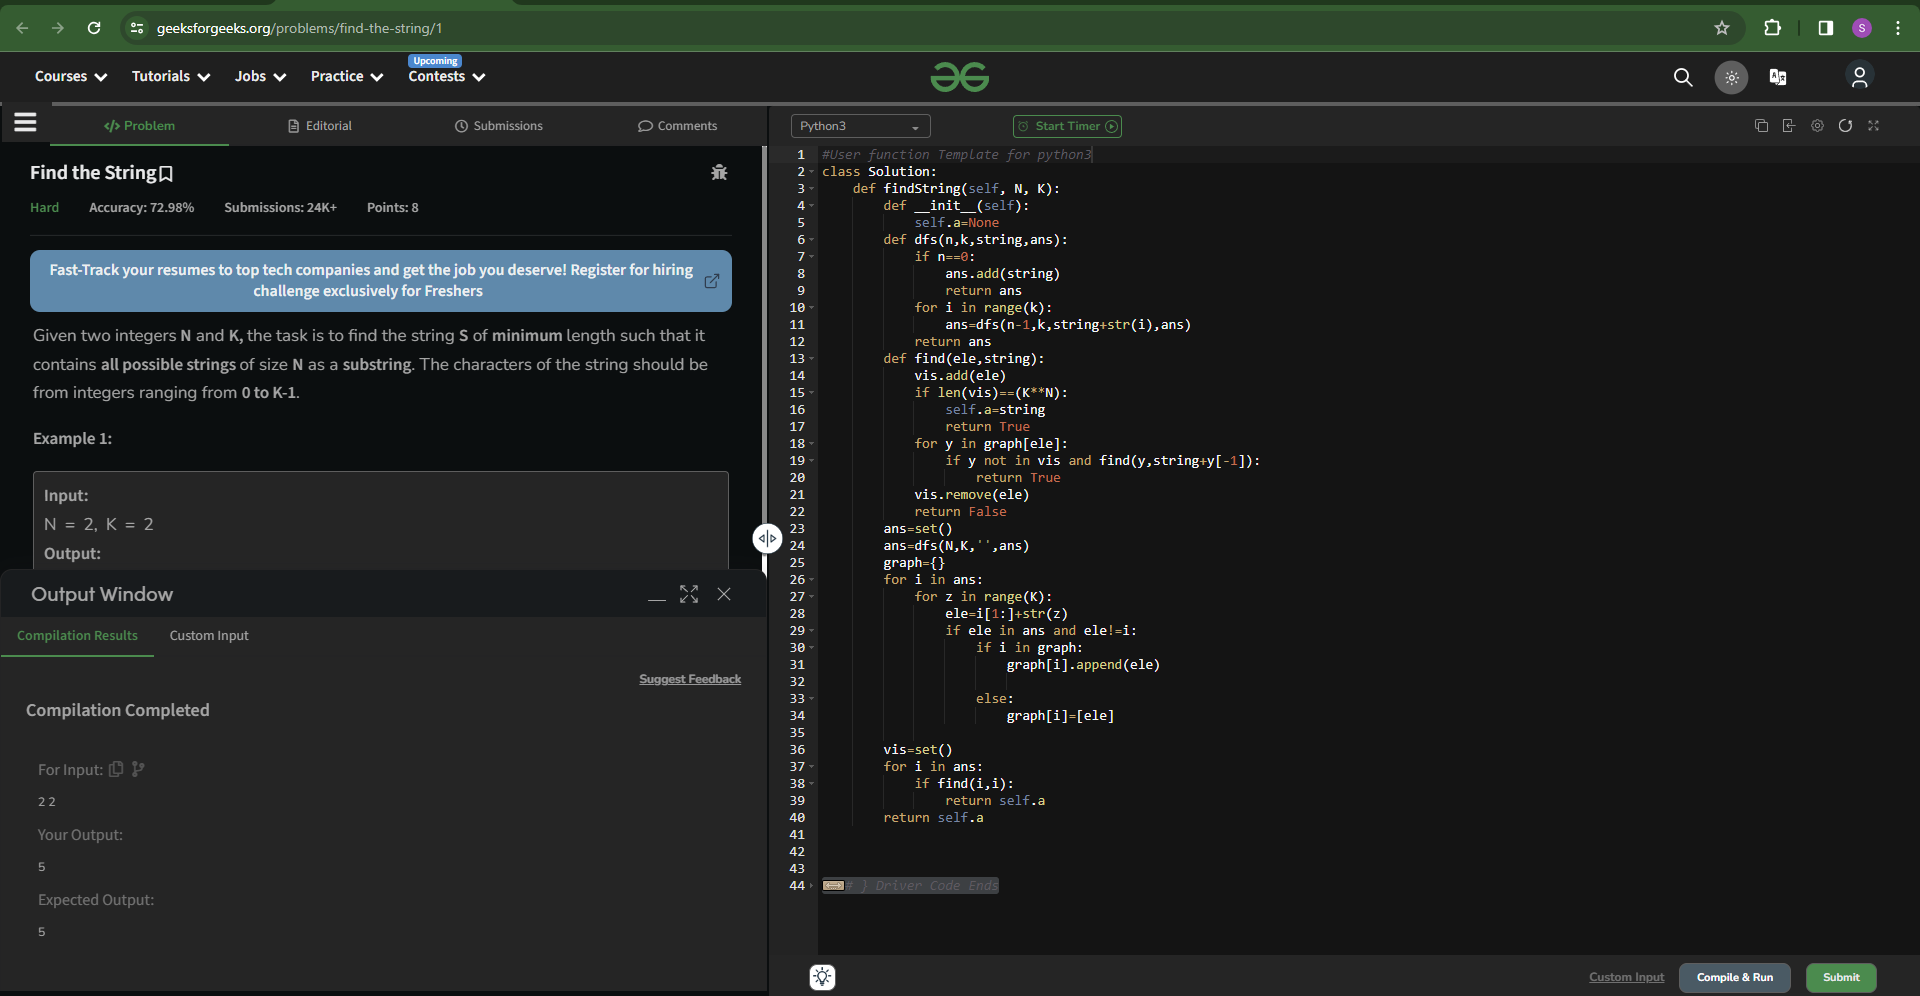 geeksforgeeks.org/problems/find-the-string/1
S
Courses
Tutorials
Jobs
Practice
Upcoming
Contests
Problem
Editorial
Submissions
Comments
Find the String
Hard
Accuracy: 72.98%
Submissions: 24K+
Points: 8
Fast-Track your resumes to top tech companies and get the job you deserve! Register for hiring
challenge exclusively for Freshers
Given two integers N and K, the task is to find the string S of minimum length such that it
contains all possible strings of size N as a substring. The characters of the string should be
from integers ranging from 0 to K-1.
Example 1:
Input:
N = 2, K = 2
Output:
Output Window
Compilation Results
Custom Input
Suggest Feedback
Compilation Completed
For Input:
2 2
Your Output:
5
Expected Output:
5
Python3
Start Timer
1 #User function Template for python3
2 class Solution:
3     def findString(self, N, K):
4         def __init__(self):
5             self.a=None
6         def dfs(n,k,string,ans):
7             if n==0:
8                 ans.add(string)
9                 return ans
10             for i in range(k):
11                 ans=dfs(n-1,k,string+str(i),ans)
12             return ans
13         def find(ele,string):
14             vis.add(ele)
15             if len(vis)==(K**N):
16                 self.a=string
17                 return True
18             for y in graph[ele]:
19                 if y not in vis and find(y,string+y[-1]):
20                     return True
21             vis.remove(ele)
22             return False
23         ans=set()
24         ans=dfs(N,K,'',ans)
25         graph={}
26         for i in ans:
27             for z in range(K):
28                 ele=i[1:]+str(z)
29                 if ele in ans and ele!=i:
30                     if i in graph:
31                         graph[i].append(ele)
32
33                     else:
34                         graph[i]=[ele]
35
36         vis=set()
37         for i in ans:
38             if find(i,i):
39                 return self.a
40         return self.a
41
42
43
44 # } Driver Code Ends
Custom Input
Compile & Run
Submit